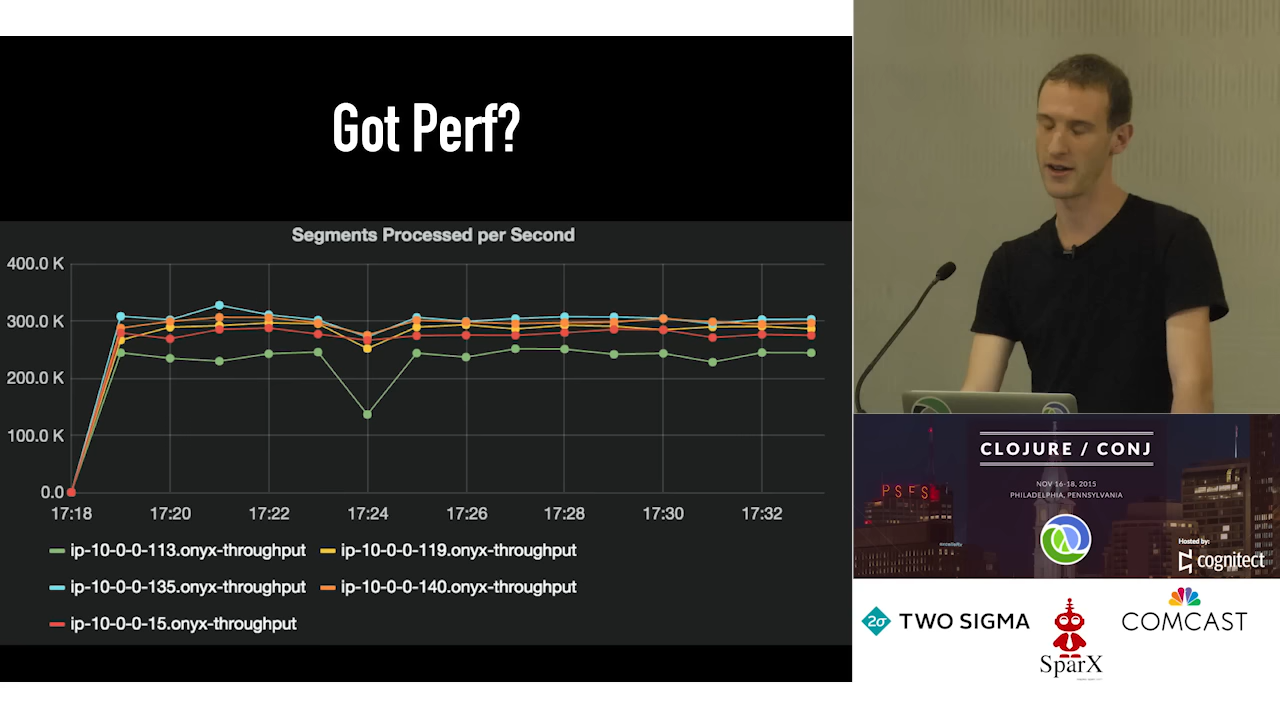 Got Perf?
Segments Processed per Second
400.0 K
300.0 K
200.0 K
100.0 K
0.0
17:18 17:20 17:22 17:24 17:26 17:28 17:30 17:32
ip-10-0-0-113.onyx-throughput ip-10-0-0-119.onyx-throughput
ip-10-0-0-135.onyx-throughput ip-10-0-0-140.onyx-throughput
ip-10-0-0-15.onyx-throughput
CLOJURE / CONJ
NOV 16-18, 2015
PHILADELPHIA, PENNSYLVANIA
PSFS
Hosted by:
cognitect
2σ TWO SIGMA
SparX
COMCAST